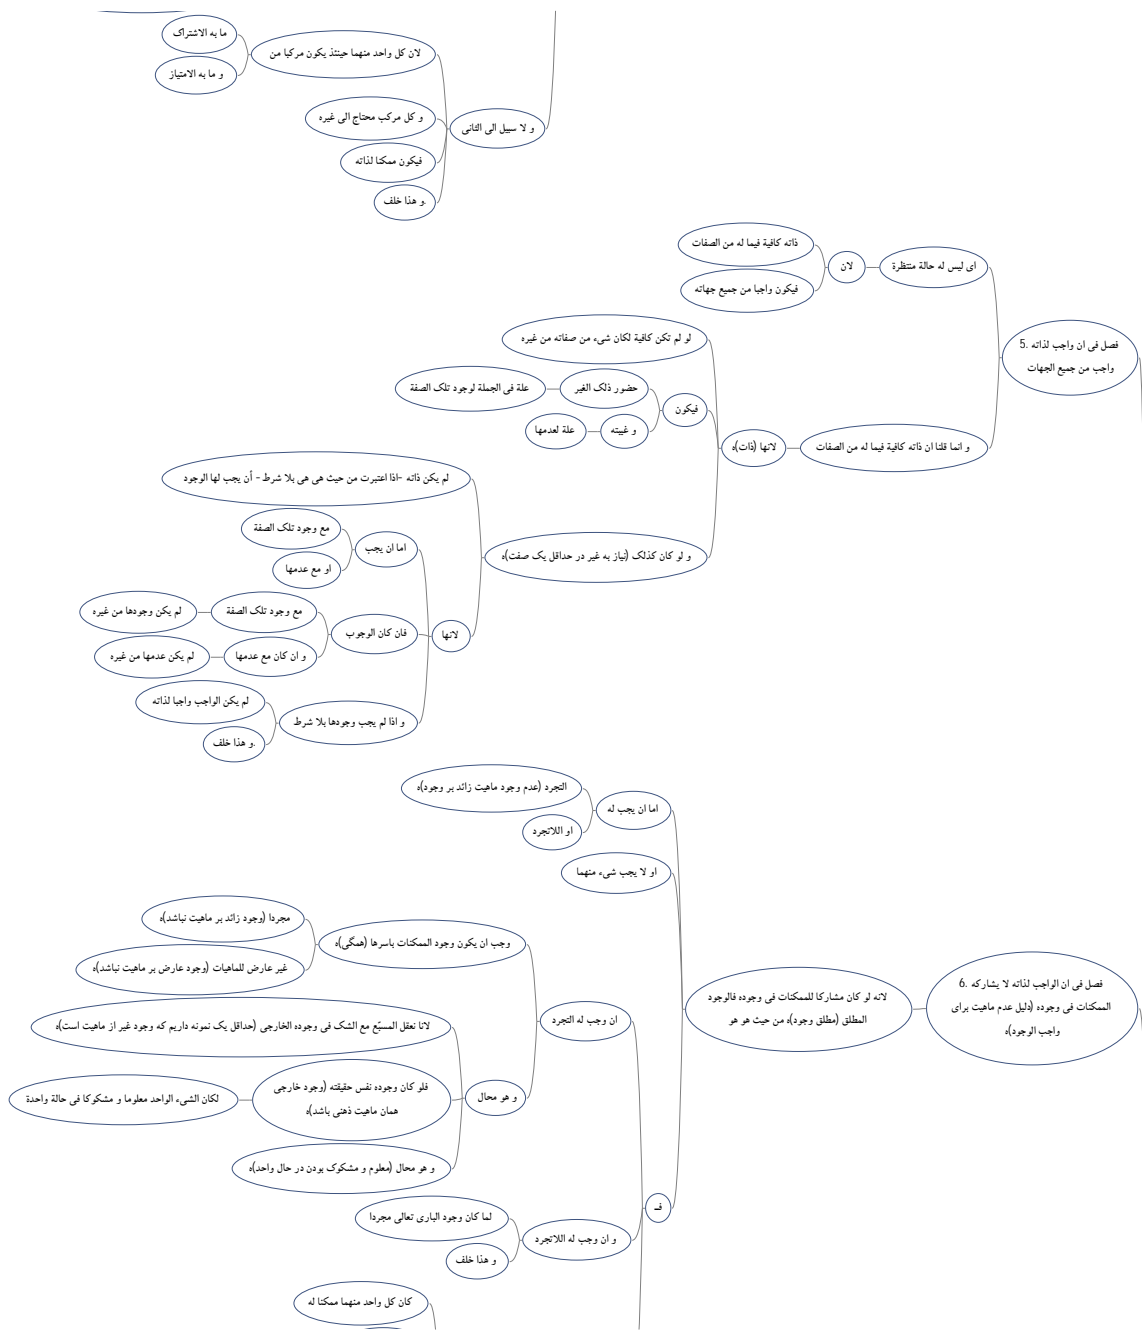 و لا سبیل الی الثانی
لان کل واحد منهما حینئذ یکون مرکبا من
ما به الاشتراک
و ما به الامتیاز
و کل مرکب محتاج الی غیره
فیکون ممکنا لذاته
و هذا خلف.
5. فصل فی ان واجب لذاته
واجب من جمیع الجهات
ای لیس له حالة منتظرة
لان
ذاته کافیة فیما له من الصفات
فیکون واجبا من جمیع جهاته
و انما قلنا ان ذاته کافیة فیما له من الصفات
لانها (ذات)ه
لو لم تکن کافیة لکان شیء من صفاته من غیره
فیکون
حضور ذلک الغیر
علة فی الجملة لوجود تلک الصفة
و غیبته
علة لعدمها
و لو کان کذلک (نیاز به غیر در حداقل یک صفت)ه
لم یکن ذاته -اذا اعتبرت من حیث هی هی بلا شرط- أن یجب لها الوجود
لانها
اما ان یجب
مع وجود تلک الصفة
او مع عدمها
فان کان الوجوب
مع وجود تلک الصفة
لم یکن وجودها من غیره
و ان کان مع عدمها
لم یکن عدمها من غیره
و اذا لم یجب وجودها بلا شرط
لم یکن الواجب واجبا لذاته
و هذا خلف.
6. فصل فی ان الواجب لذاته لا یشارکه
الممکنات فی وجوده (دلیل عدم ماهیت برای
واجب الوجود)ه
لانه لو کان مشارکا للممکنات فی وجوده فالوجود
المطلق (مطلق وجود)ه من حیث هو هو
اما ان یجب له
التجرد (عدم وجود ماهیت زائد بر وجود)ه
او اللاتجرد
او لا یجب شیء منهما
فـ
ان وجب له التجرد
وجب ان یکون وجود الممکنات باسرها (همگی)ه
مجردا (وجود زائد بر ماهیت نباشد)ه
غیر عارض للماهیات (وجود عارض بر ماهیت نباشد)ه
و هو محال
لانا نعقل المسبّع مع الشک فی وجوده الخارجی (حداقل یک نمونه داریم که وجود غیر از ماهیت است)ه
فلو کان وجوده نفس حقیقته (وجود خارجی
همان ماهیت ذهنی باشد)ه
لکان الشیء الواحد معلوما و مشکوکا فی حالة واحدة
و هو محال (معلوم و مشکوک بودن در حال واحد)ه
و ان وجب له اللاتجرد
لما کان وجود الباری تعالی مجردا
و هذا خلف
کان کل واحد منهما ممکنا له